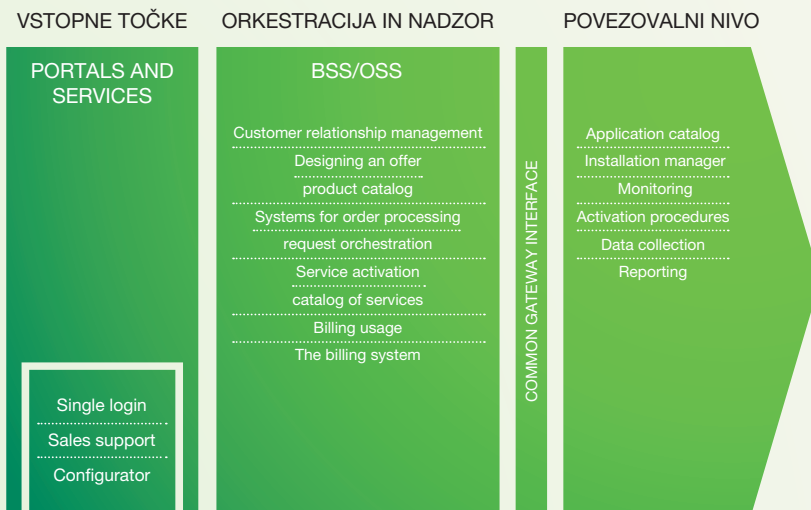 VSTOPNE TOČKE
PORTALS AND
SERVICES
Single login
Sales support
Configurator
ORKESTRACIJA IN NADZOR
BSS/OSS
Customer relationship management
Designing an offer
product catalog
Systems for order processing
request orchestration
Service activation
catalog of services
Billing usage
The billing system
COMMON GATEWAY INTERFACE
POVEZOVALNI NIVO
Application catalog
Installation manager
Monitoring
Activation procedures
Data collection
Reporting